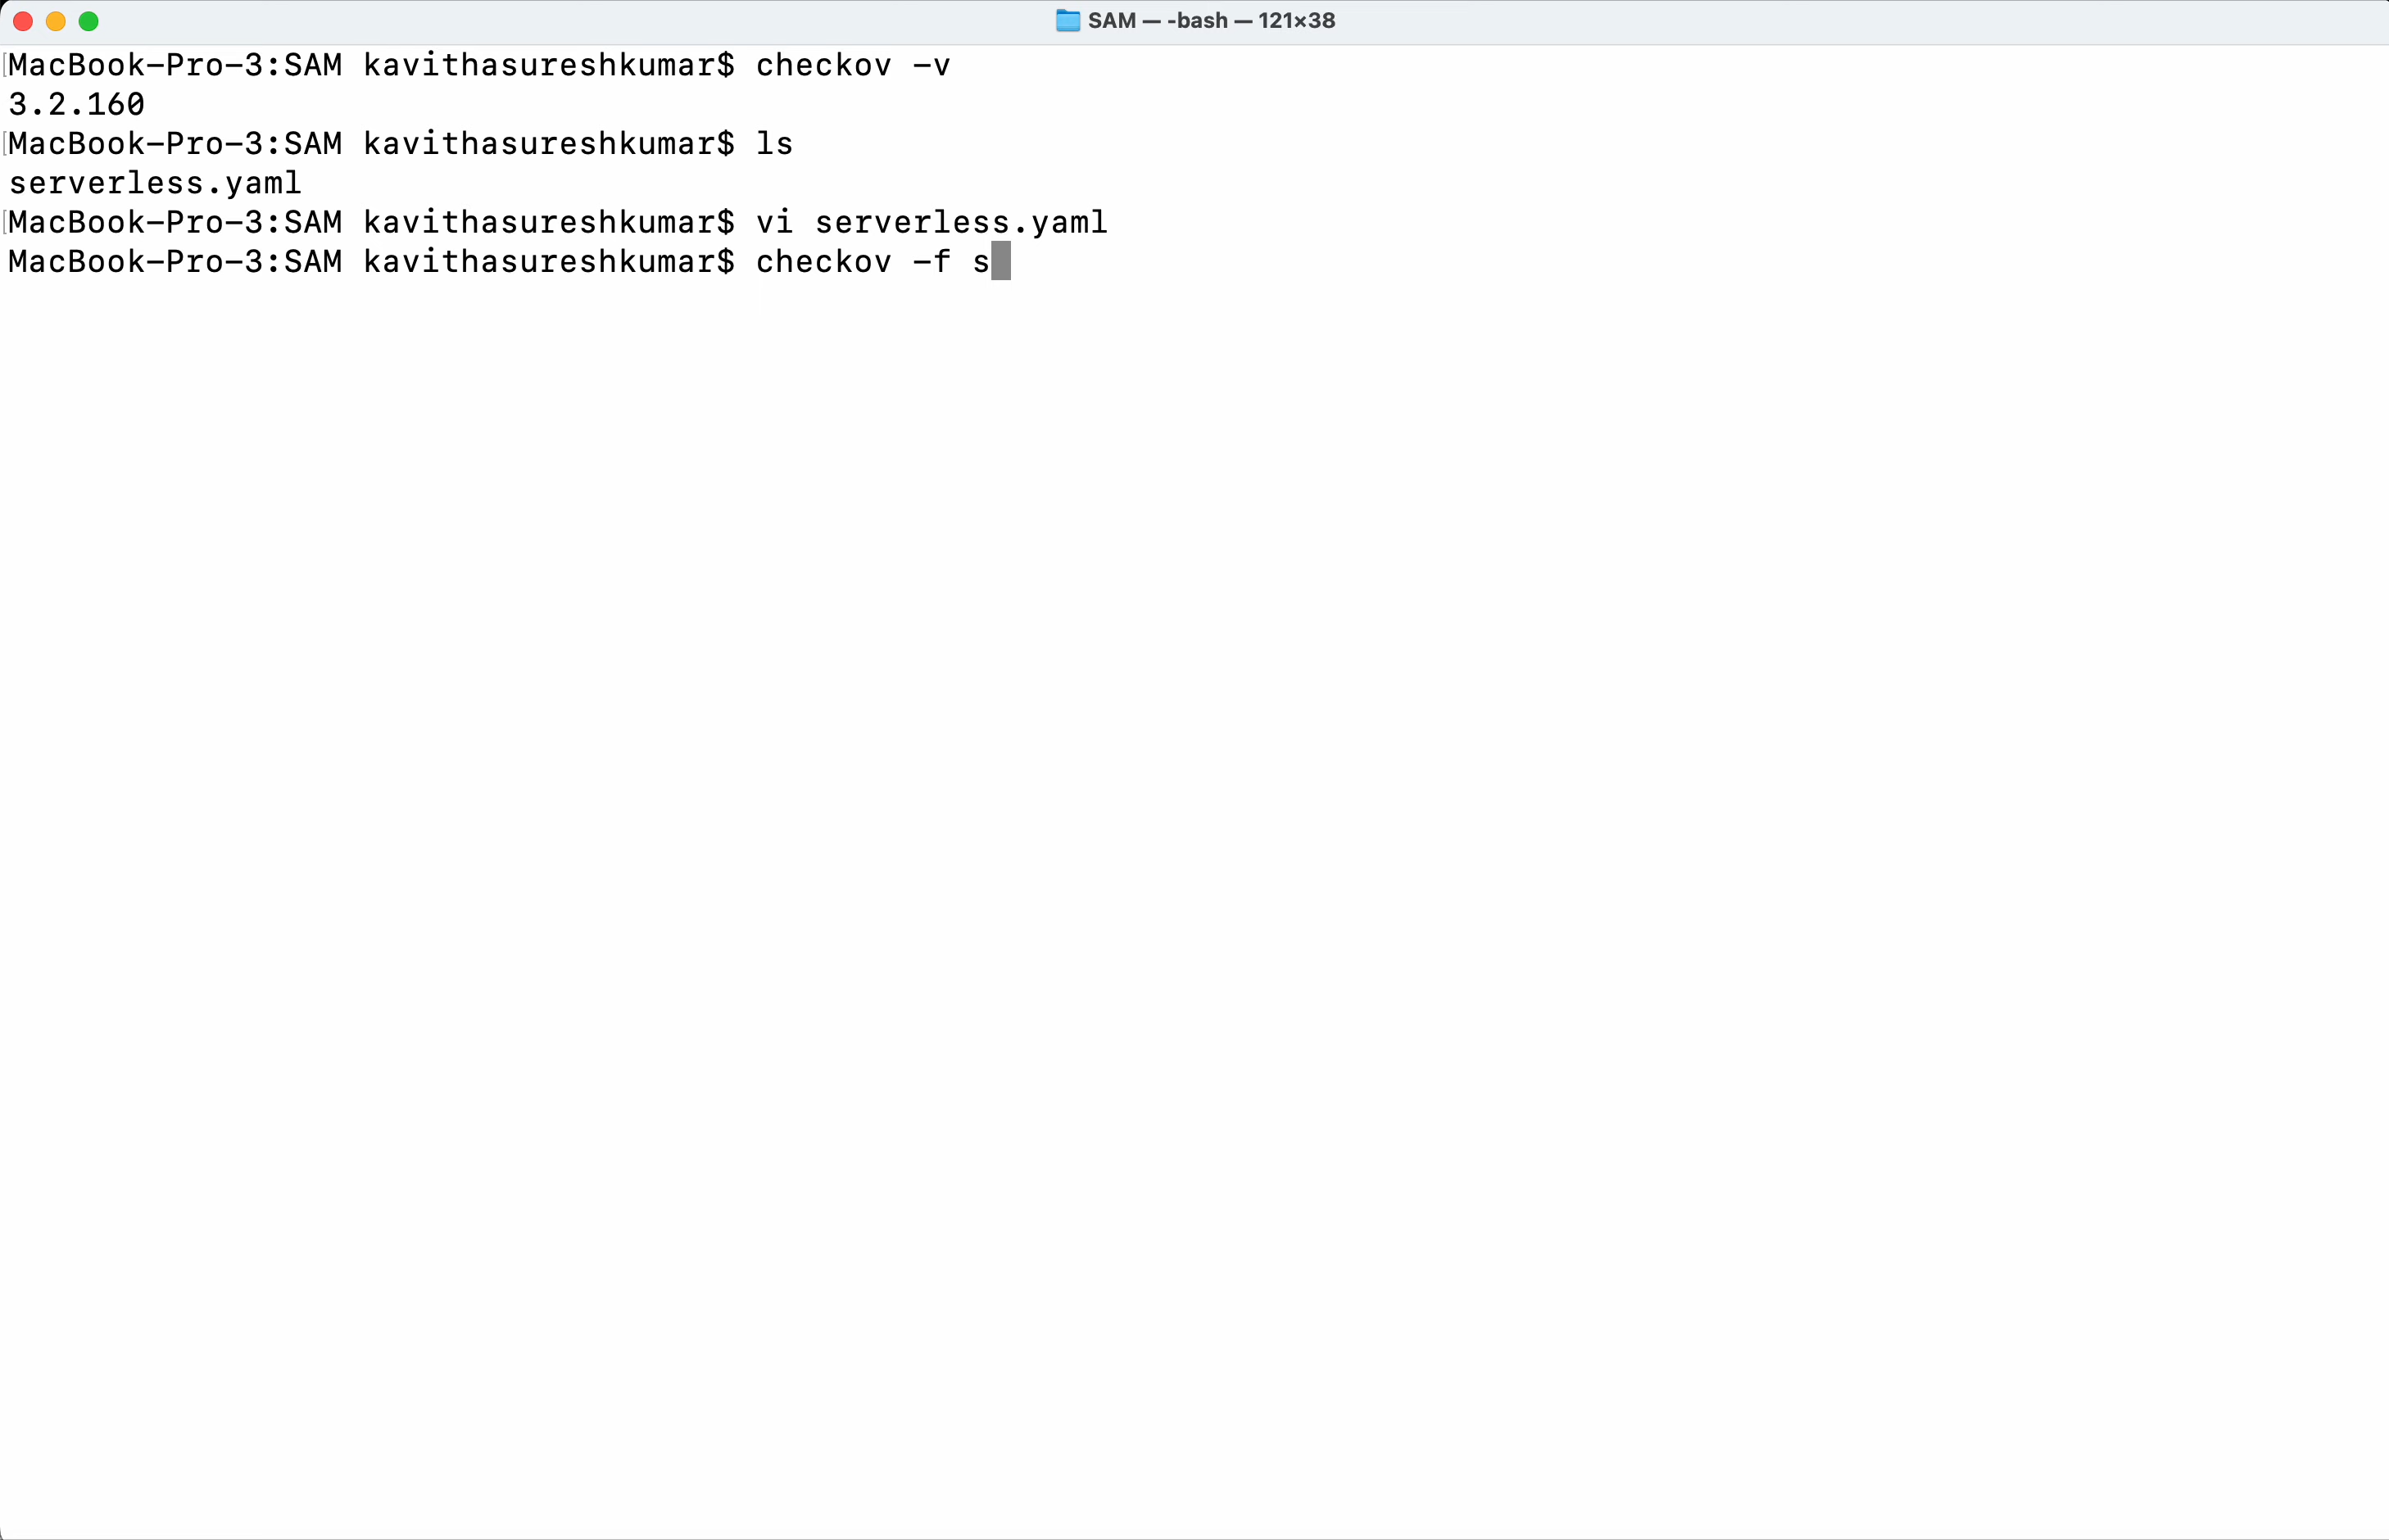 SAM — -bash — 121×38
MacBook-Pro-3:SAM kavithasureshkumar$ checkov -v
3.2.160
MacBook-Pro-3:SAM kavithasureshkumar$ ls
serverless.yaml
MacBook-Pro-3:SAM kavithasureshkumar$ vi serverless.yaml
MacBook-Pro-3:SAM kavithasureshkumar$ checkov -f s